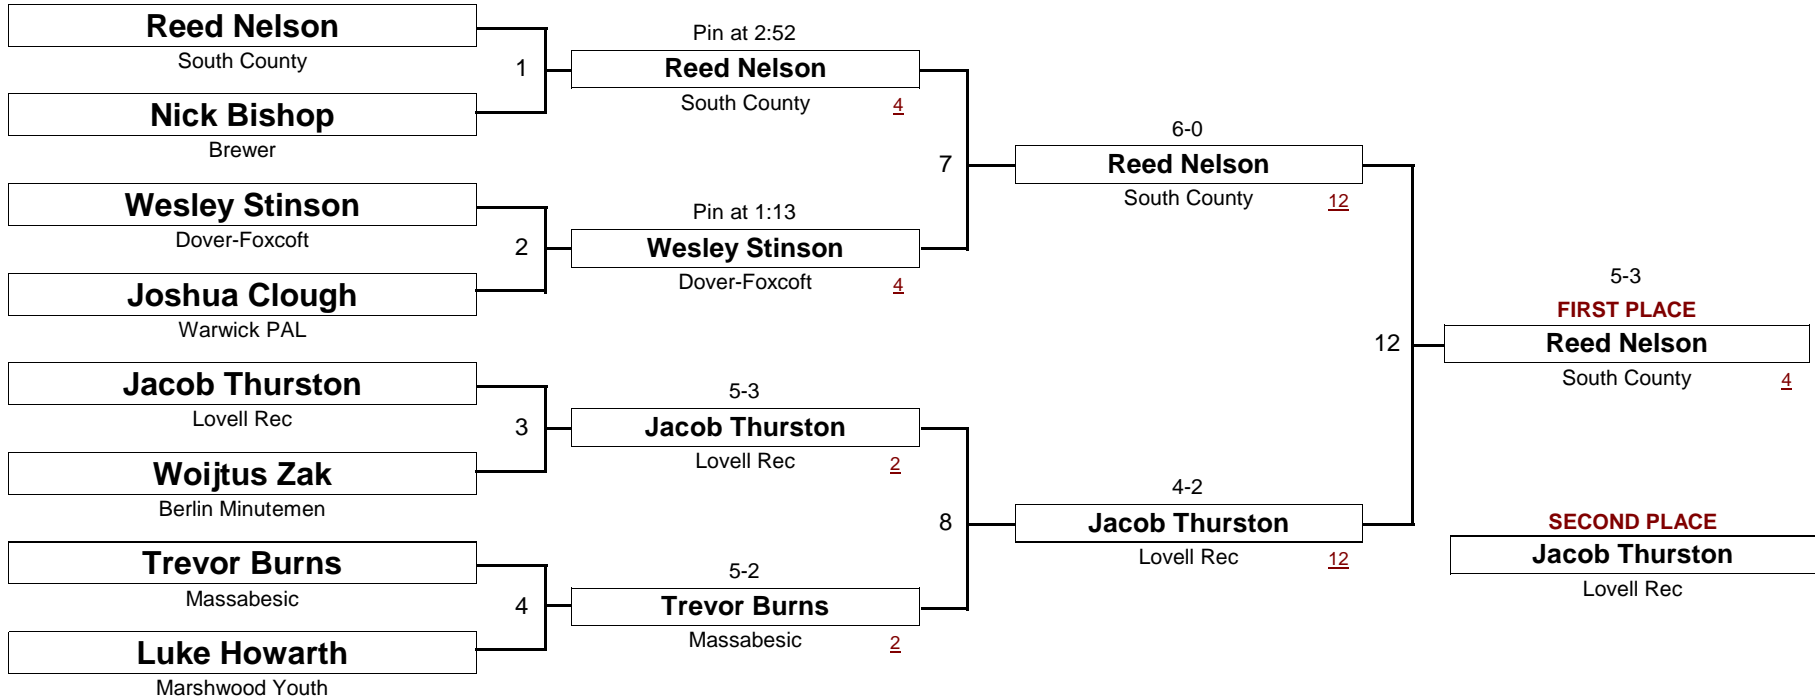 Reed Nelson
South County
1
Nick Bishop
Brewer
Wesley Stinson
Dover-Foxcoft
2
Joshua Clough
Warwick PAL
Jacob Thurston
Lovell Rec
3
Woijtus Zak
Berlin Minutemen
Trevor Burns
Massabesic
4
Luke Howarth
Marshwood Youth
Pin at 2:52
Reed Nelson
South County 4
7
Pin at 1:13
Wesley Stinson
Dover-Foxcoft 4
5-3
Jacob Thurston
Lovell Rec 2
8
5-2
Trevor Burns
Massabesic 2
6-0
Reed Nelson
South County 12
12
4-2
Jacob Thurston
Lovell Rec 12
5-3
FIRST PLACE
Reed Nelson
South County 4
SECOND PLACE
Jacob Thurston
Lovell Rec